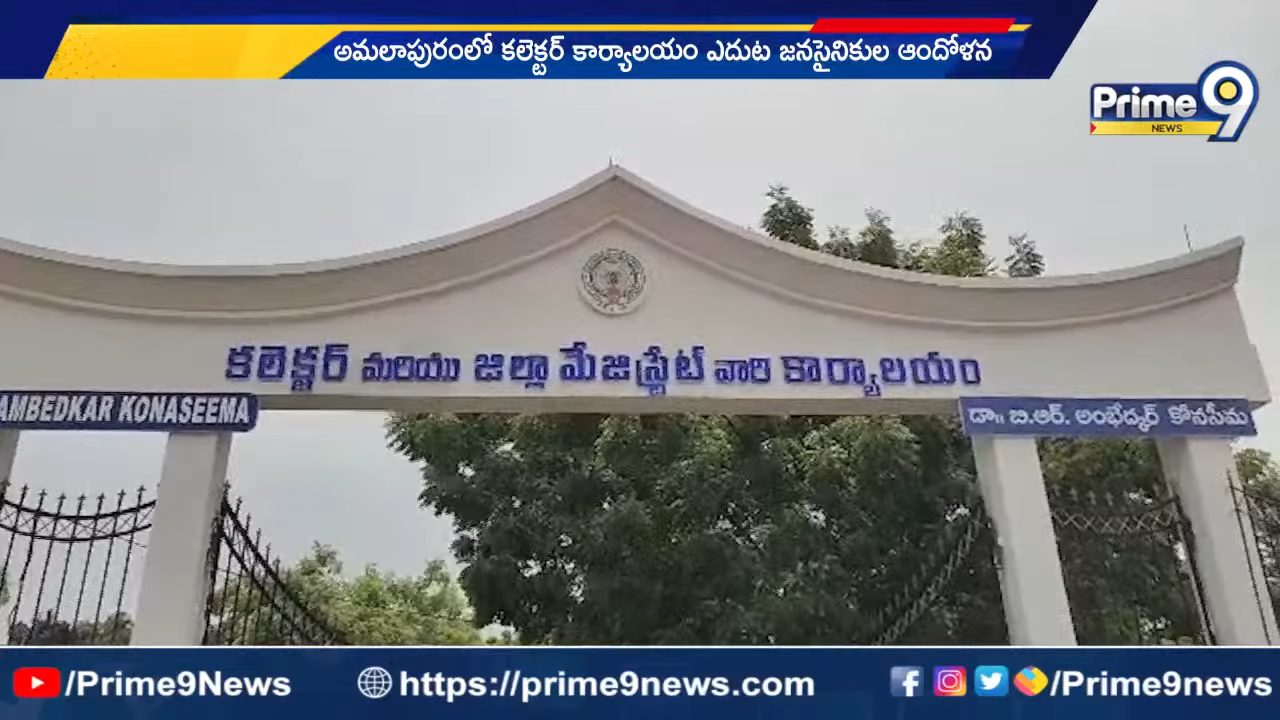 అమలాపురంలో కలెక్టర్ కార్యాలయం ఎదుట జనసైనికుల ఆందోళన
Prime9
NEWS
కలెక్టర్ మరియు జిల్లా మేజిస్ట్రేట్ వారి కార్యాలయం
AMBEDKAR KONASEEMA
డా॥ బి.ఆర్. అంభేద్కర్ కోనసీమ
/Prime9News
https://prime9news.com
/Prime9news